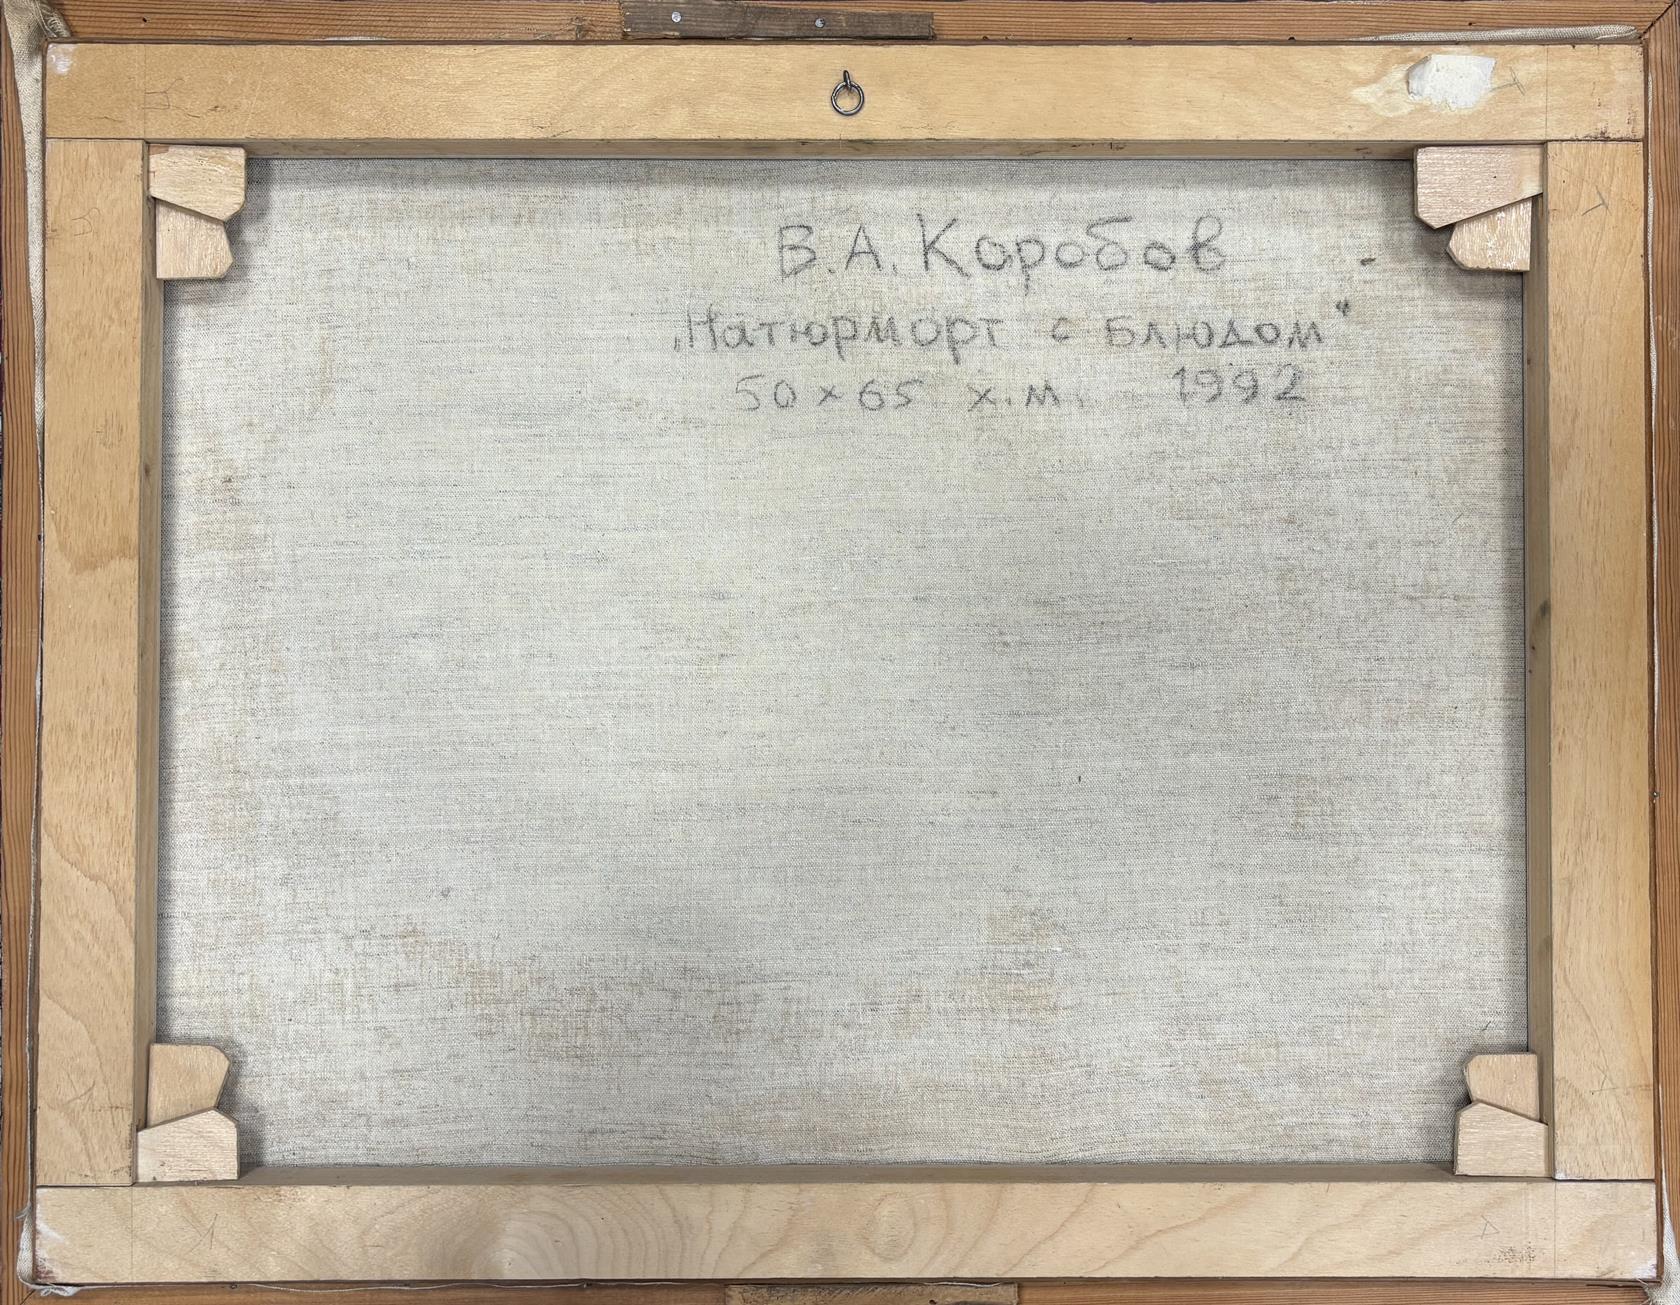 В.А. Коробов
„Натюрморт с блюдом"
50 x 65 х.м. 1992